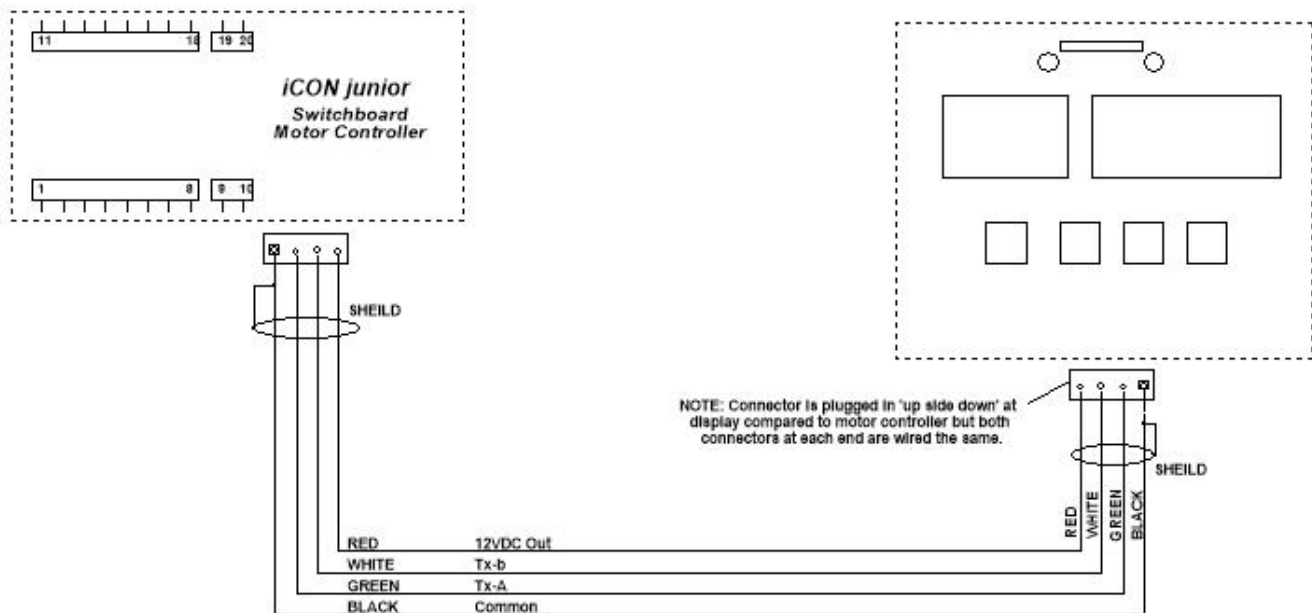 11 18 19 20
iCON junior
Switchboard
Motor Controller
1 8 9 10
SHEILD
NOTE: Connector is plugged in 'up side down' at
display compared to motor controller but both
connectors at each end are wired the same.
SHEILD
RED
WHITE
GREEN
BLACK
RED 12VDC Out
WHITE Tx-b
GREEN Tx-A
BLACK Common